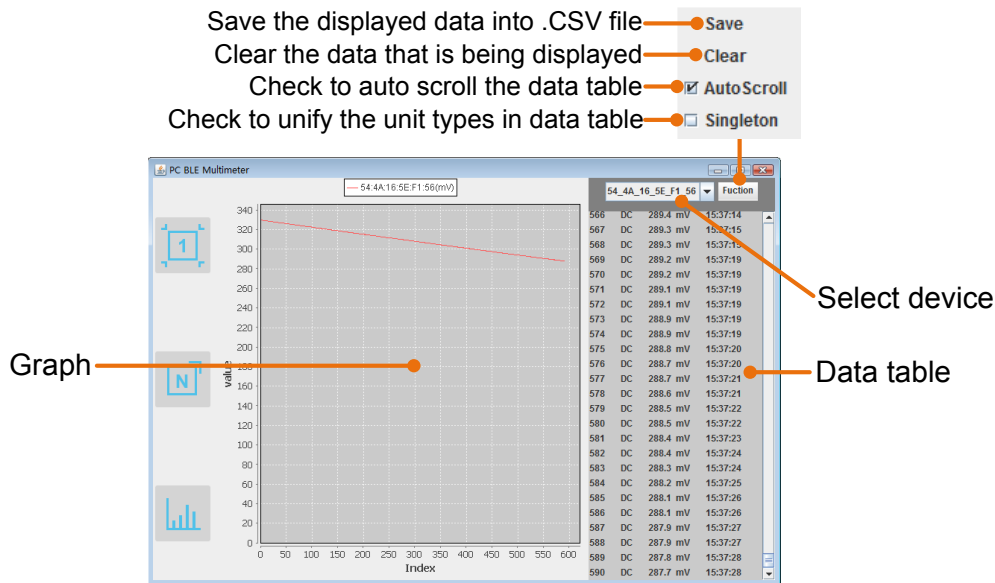 Save the displayed data into .CSV file
Save
Clear the data that is being displayed
Clear
Check to auto scroll the data table
AutoScroll
Check to unify the unit types in data table
Singleton
PC BLE Multimeter
54:4A:16:5E:F1:56(mV)
54_4A_16_5E_F1_56
Fuction
1
N
Graph
value
340
320
300
280
260
240
220
200
180
160
140
120
100
80
60
40
20
0
0 50 100 150 200 250 300 350 400 450 500 550 600
Index
566 DC 289.4 mV 15:37:14
567 DC 289.3 mV 15:37:15
568 DC 289.3 mV 15:37:15
569 DC 289.2 mV 15:37:19
570 DC 289.2 mV 15:37:19
571 DC 289.1 mV 15:37:19
572 DC 289.1 mV 15:37:19
573 DC 288.9 mV 15:37:19
574 DC 288.9 mV 15:37:19
575 DC 288.8 mV 15:37:20
576 DC 288.7 mV 15:37:20
577 DC 288.7 mV 15:37:21
578 DC 288.6 mV 15:37:21
579 DC 288.5 mV 15:37:22
580 DC 288.5 mV 15:37:22
581 DC 288.4 mV 15:37:23
582 DC 288.4 mV 15:37:24
583 DC 288.3 mV 15:37:24
584 DC 288.2 mV 15:37:25
585 DC 288.1 mV 15:37:26
586 DC 288.1 mV 15:37:26
587 DC 287.9 mV 15:37:27
588 DC 287.9 mV 15:37:27
589 DC 287.8 mV 15:37:28
590 DC 287.7 mV 15:37:28
Select device
Data table